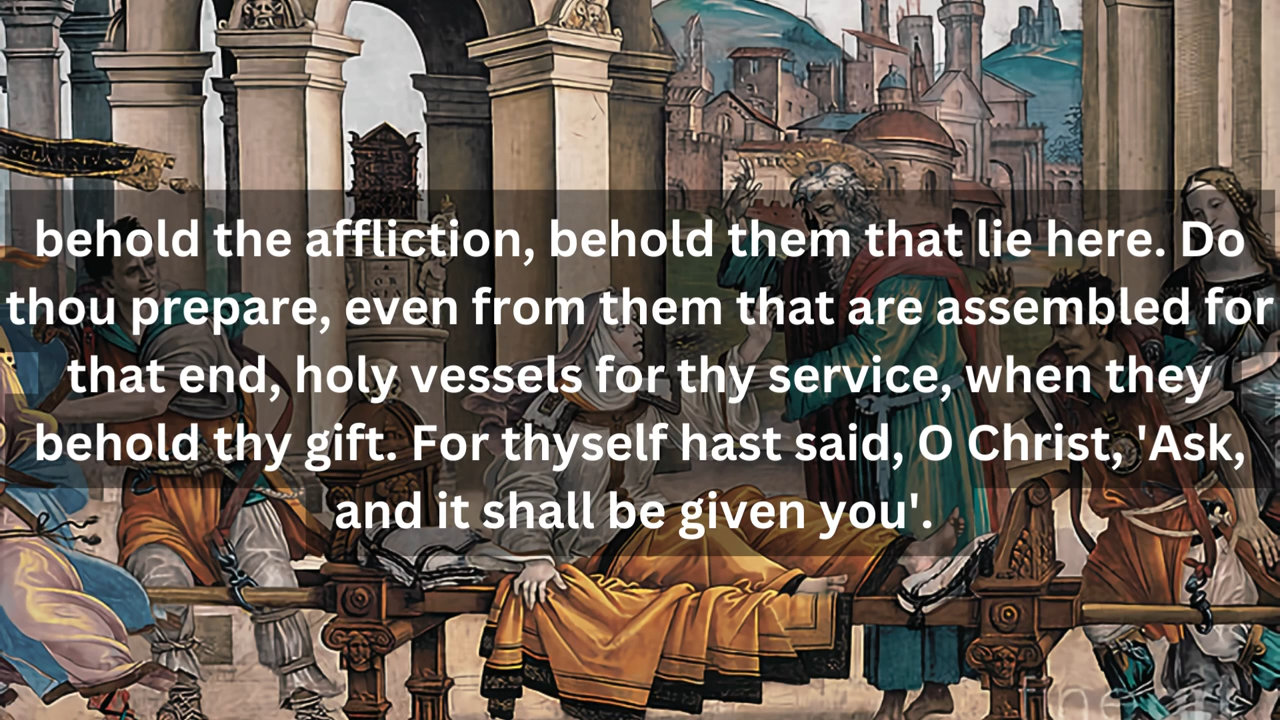 behold the affliction, behold them that lie here. Do
thou prepare, even from them that are assembled for
that end, holy vessels for thy service, when they
behold thy gift. For thyself hast said, O Christ, 'Ask,
and it shall be given you'.